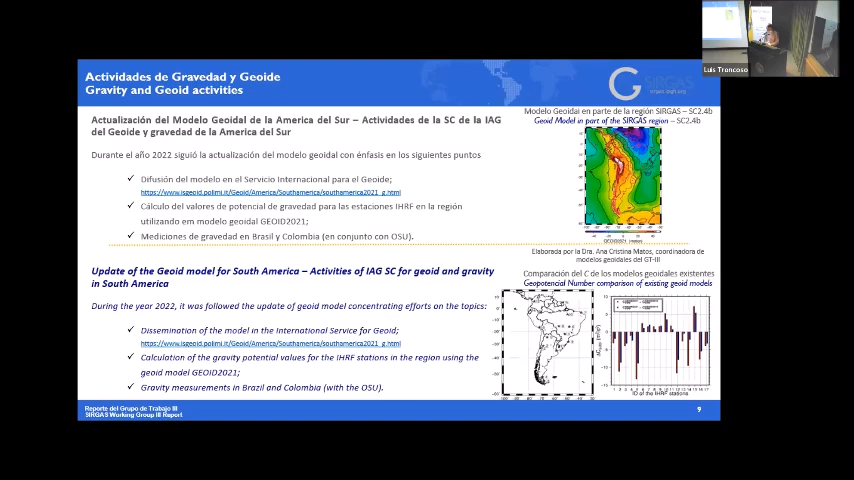 Luis Troncoso
Actividades de Gravedad y Geoide
Gravity and Geoid activities
SIRGAS
Actualización del Modelo Geoidal de la America del Sur – Actividades de la SC de la IAG
del Geoide y gravedad de la America del Sur
Durante el año 2022 siguió la actualización del modelo geoidal con énfasis en los siguientes puntos
✓ Difusión del modelo en el Servicio Internacional para el Geoide;
https://www.isgeoid.polimi.it/Geoid/America/Southamerica/southamerica2021_g.html
✓ Cálculo del valores de potencial de gravedad para las estaciones IHRF en la región
utilizando em modelo geoidal GEOID2021;
✓ Mediciones de gravedad en Brasil y Colombia (en conjunto con OSU).
Update of the Geoid model for South America – Activities of IAG SC for geoid and gravity
in South America
During the year 2022, it was followed the update of geoid model concentrating efforts on the topics:
✓ Dissemination of the model in the International Service for Geoid;
https://www.isgeoid.polimi.it/Geoid/America/Southamerica/southamerica2021_g.html
✓ Calculation of the gravity potential values for the IHRF stations in the region using the
geoid model GEOID2021;
✓ Gravity measurements in Brazil and Colombia (with the OSU).
Modelo Geoidal en parte de la región SIRGAS – SC2.4b
Geoid Model in part of the SIRGAS region – SC2.4b
GEOID2021
Elaborada por la Dra. Ana Cristina Matos, coordinadora de
modelos geoidales del GT-III
Comparación del C de los modelos geoidales existentes
Geopotencial Number comparison of existing geoid models
ID of the IHRF stations
Reporte del Grupo de Trabajo III
SIRGAS Working Group III Report
9